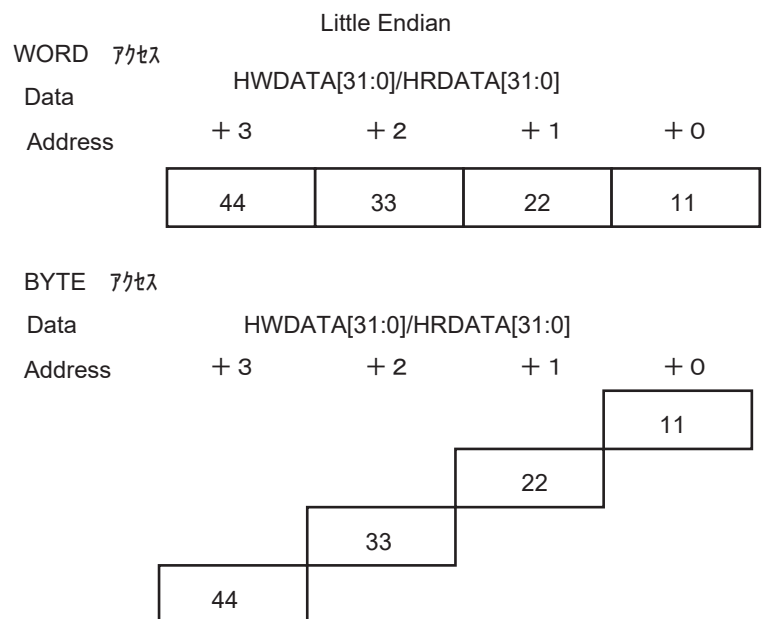 Little Endian
WORD ｱｸｾｽ
HWDATA[31:0]/HRDATA[31:0]
Data
Address ＋３ ＋２ ＋１ ＋０
44 33 22 11
BYTE ｱｸｾｽ
Data HWDATA[31:0]/HRDATA[31:0]
Address ＋３ ＋２ ＋１ ＋０
11
22
33
44